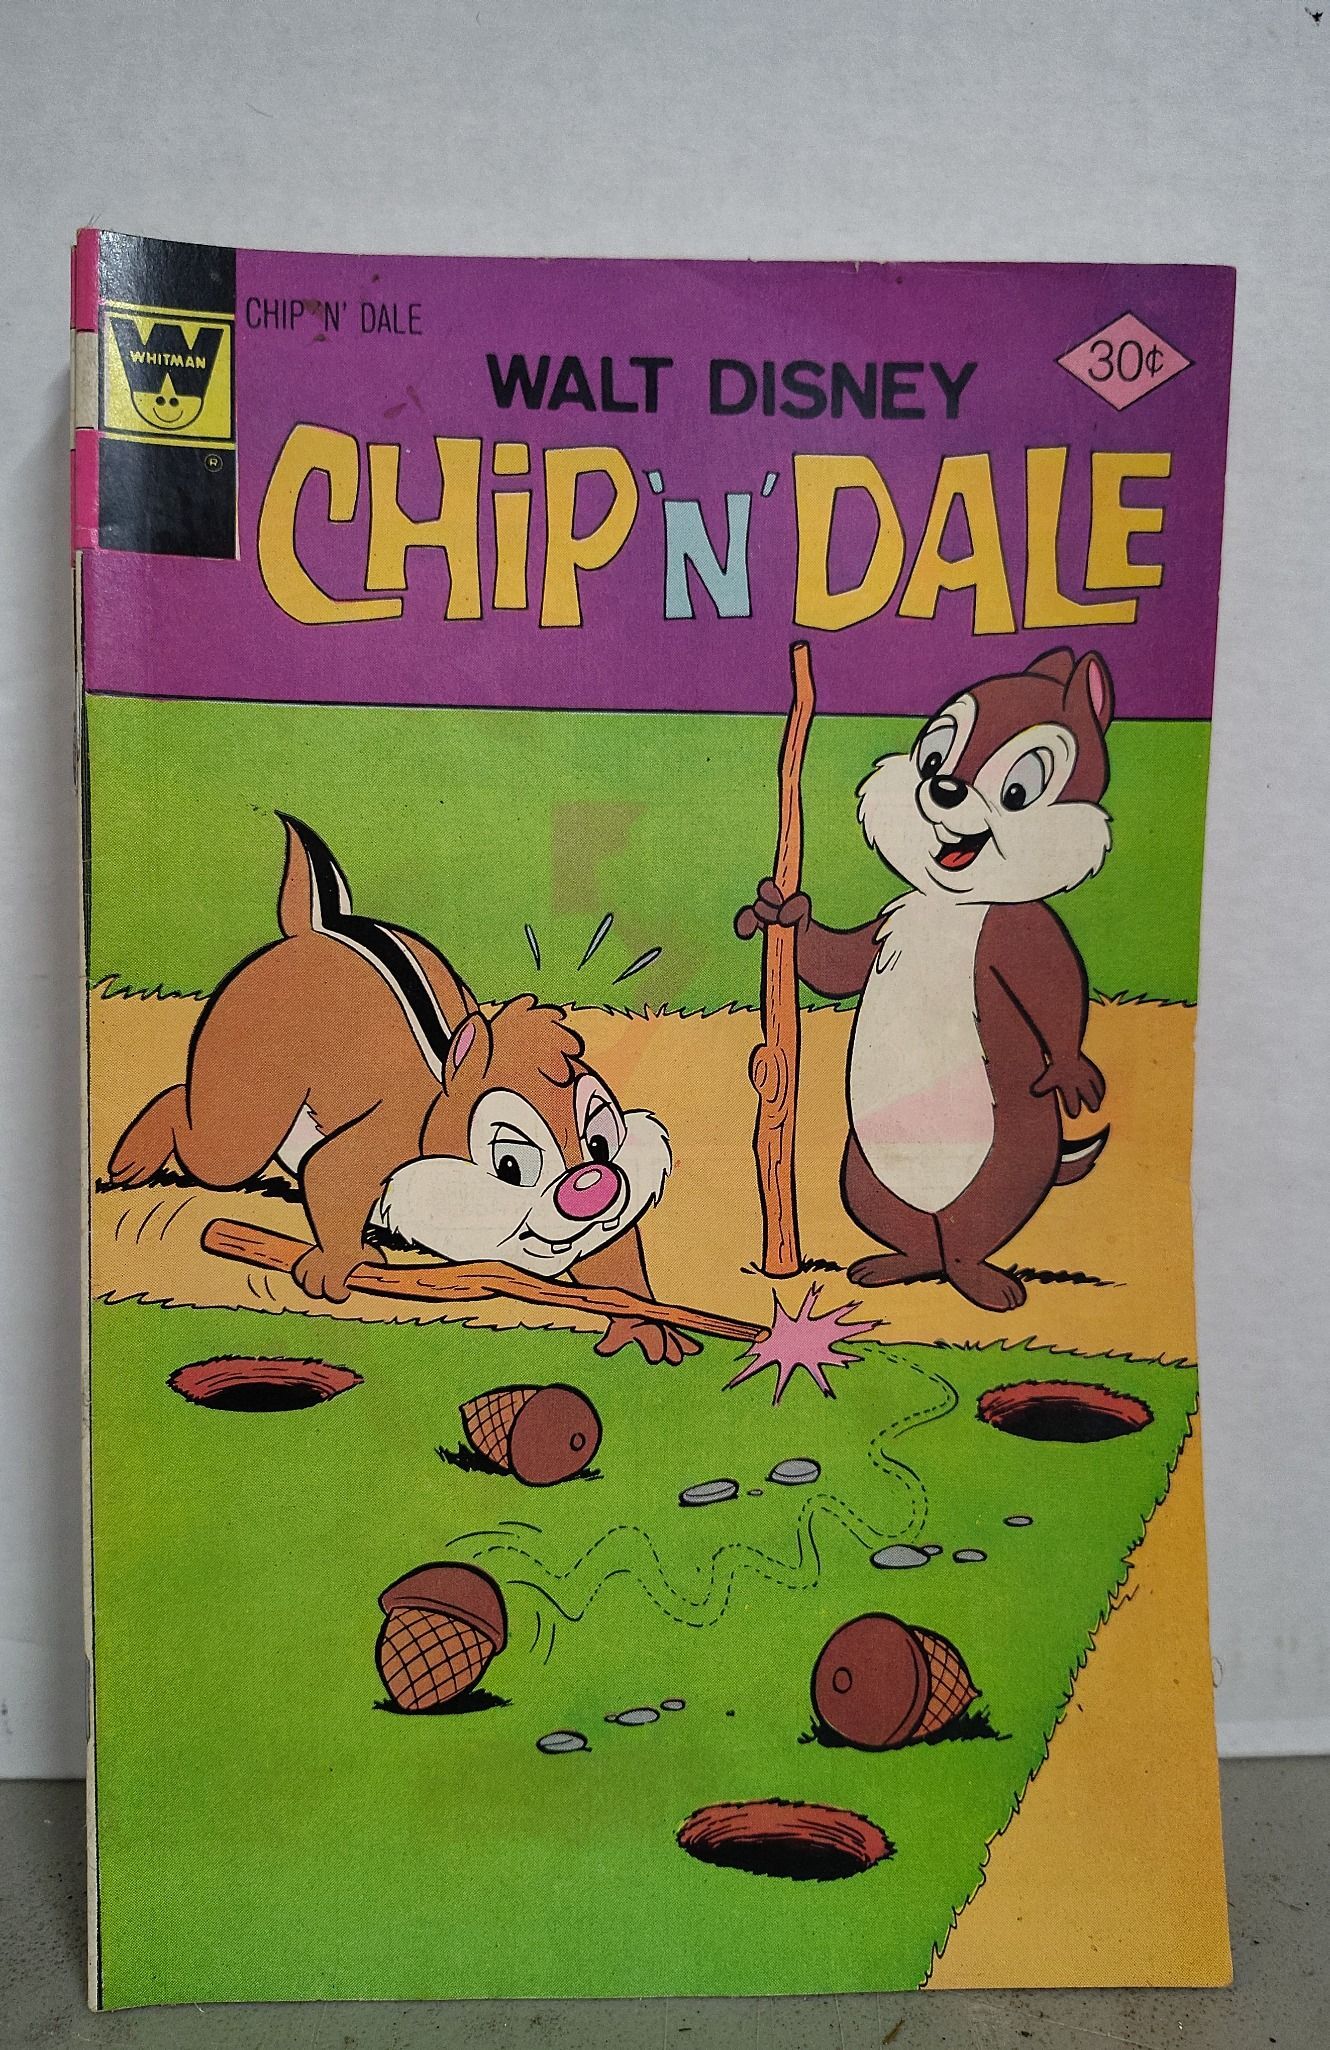 WHITMAN
®
CHIP 'N' DALE
30¢
WALT DISNEY
CHIP 'N' DALE